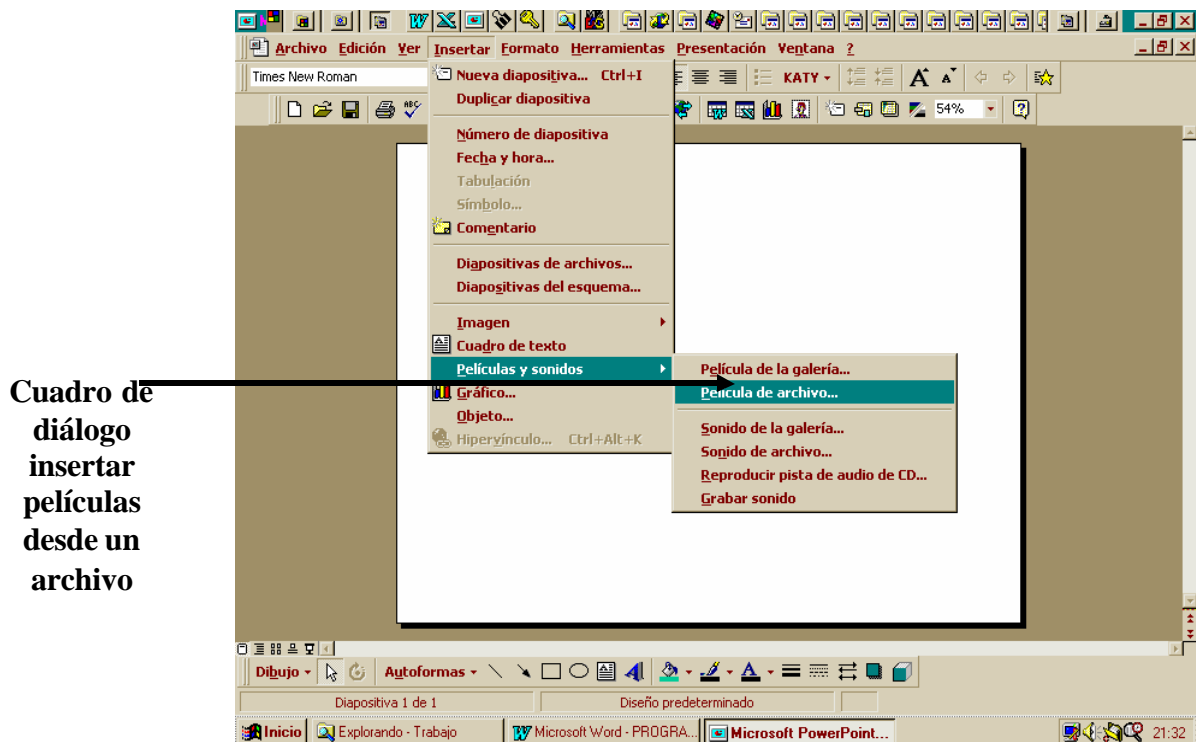 Archivo Edición Ver Insertar Formato Herramientas Presentación Ventana ?
Times New Roman
KATY
54%
Nueva diapositiva... Ctrl+I
Duplicar diapositiva
Número de diapositiva
Fecha y hora...
Tabulación
Símbolo...
Comentario
Diapositivas de archivos...
Diapositivas del esquema...
Imagen
Cuadro de texto
Películas y sonidos
Gráfico...
Objeto...
Hipervínculo... Ctrl+Alt+K
Película de la galería...
Película de archivo...
Sonido de la galería...
Sonido de archivo...
Reproducir pista de audio de CD...
Grabar sonido
Cuadro de
diálogo
insertar
películas
desde un
archivo
Dibujo Autoformas
Diapositiva 1 de 1 Diseño predeterminado
Inicio Explorando - Trabajo Microsoft Word - PROGRA... Microsoft PowerPoint... 21:32